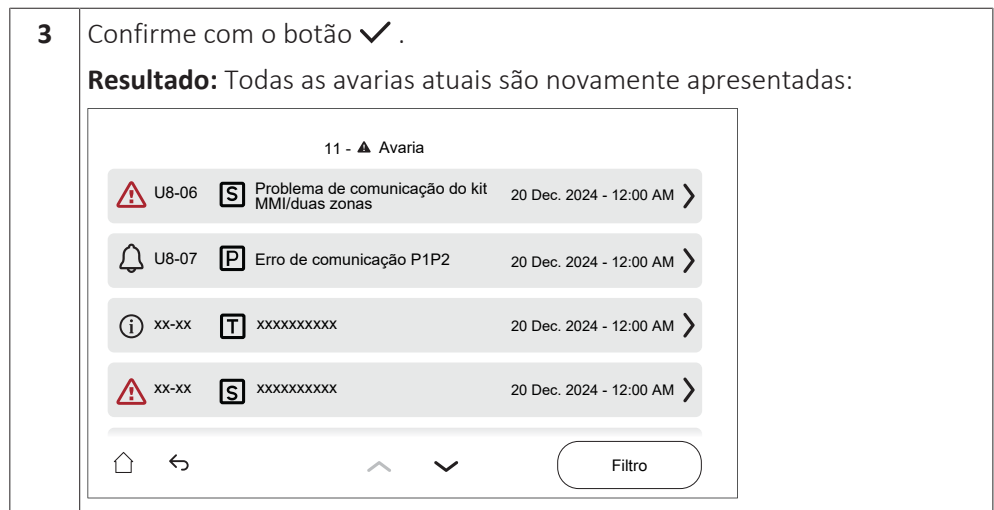 3 Confirme com o botão ✓ .
Resultado: Todas as avarias atuais são novamente apresentadas:
11 - ⚠ Avaria
U8-06 S Problema de comunicação do kit MMI/duas zonas 20 Dec. 2024 - 12:00 AM
U8-07 P Erro de comunicação P1P2 20 Dec. 2024 - 12:00 AM
xx-xx T xxxxxxxxxx 20 Dec. 2024 - 12:00 AM
xx-xx S xxxxxxxxxx 20 Dec. 2024 - 12:00 AM
Filtro